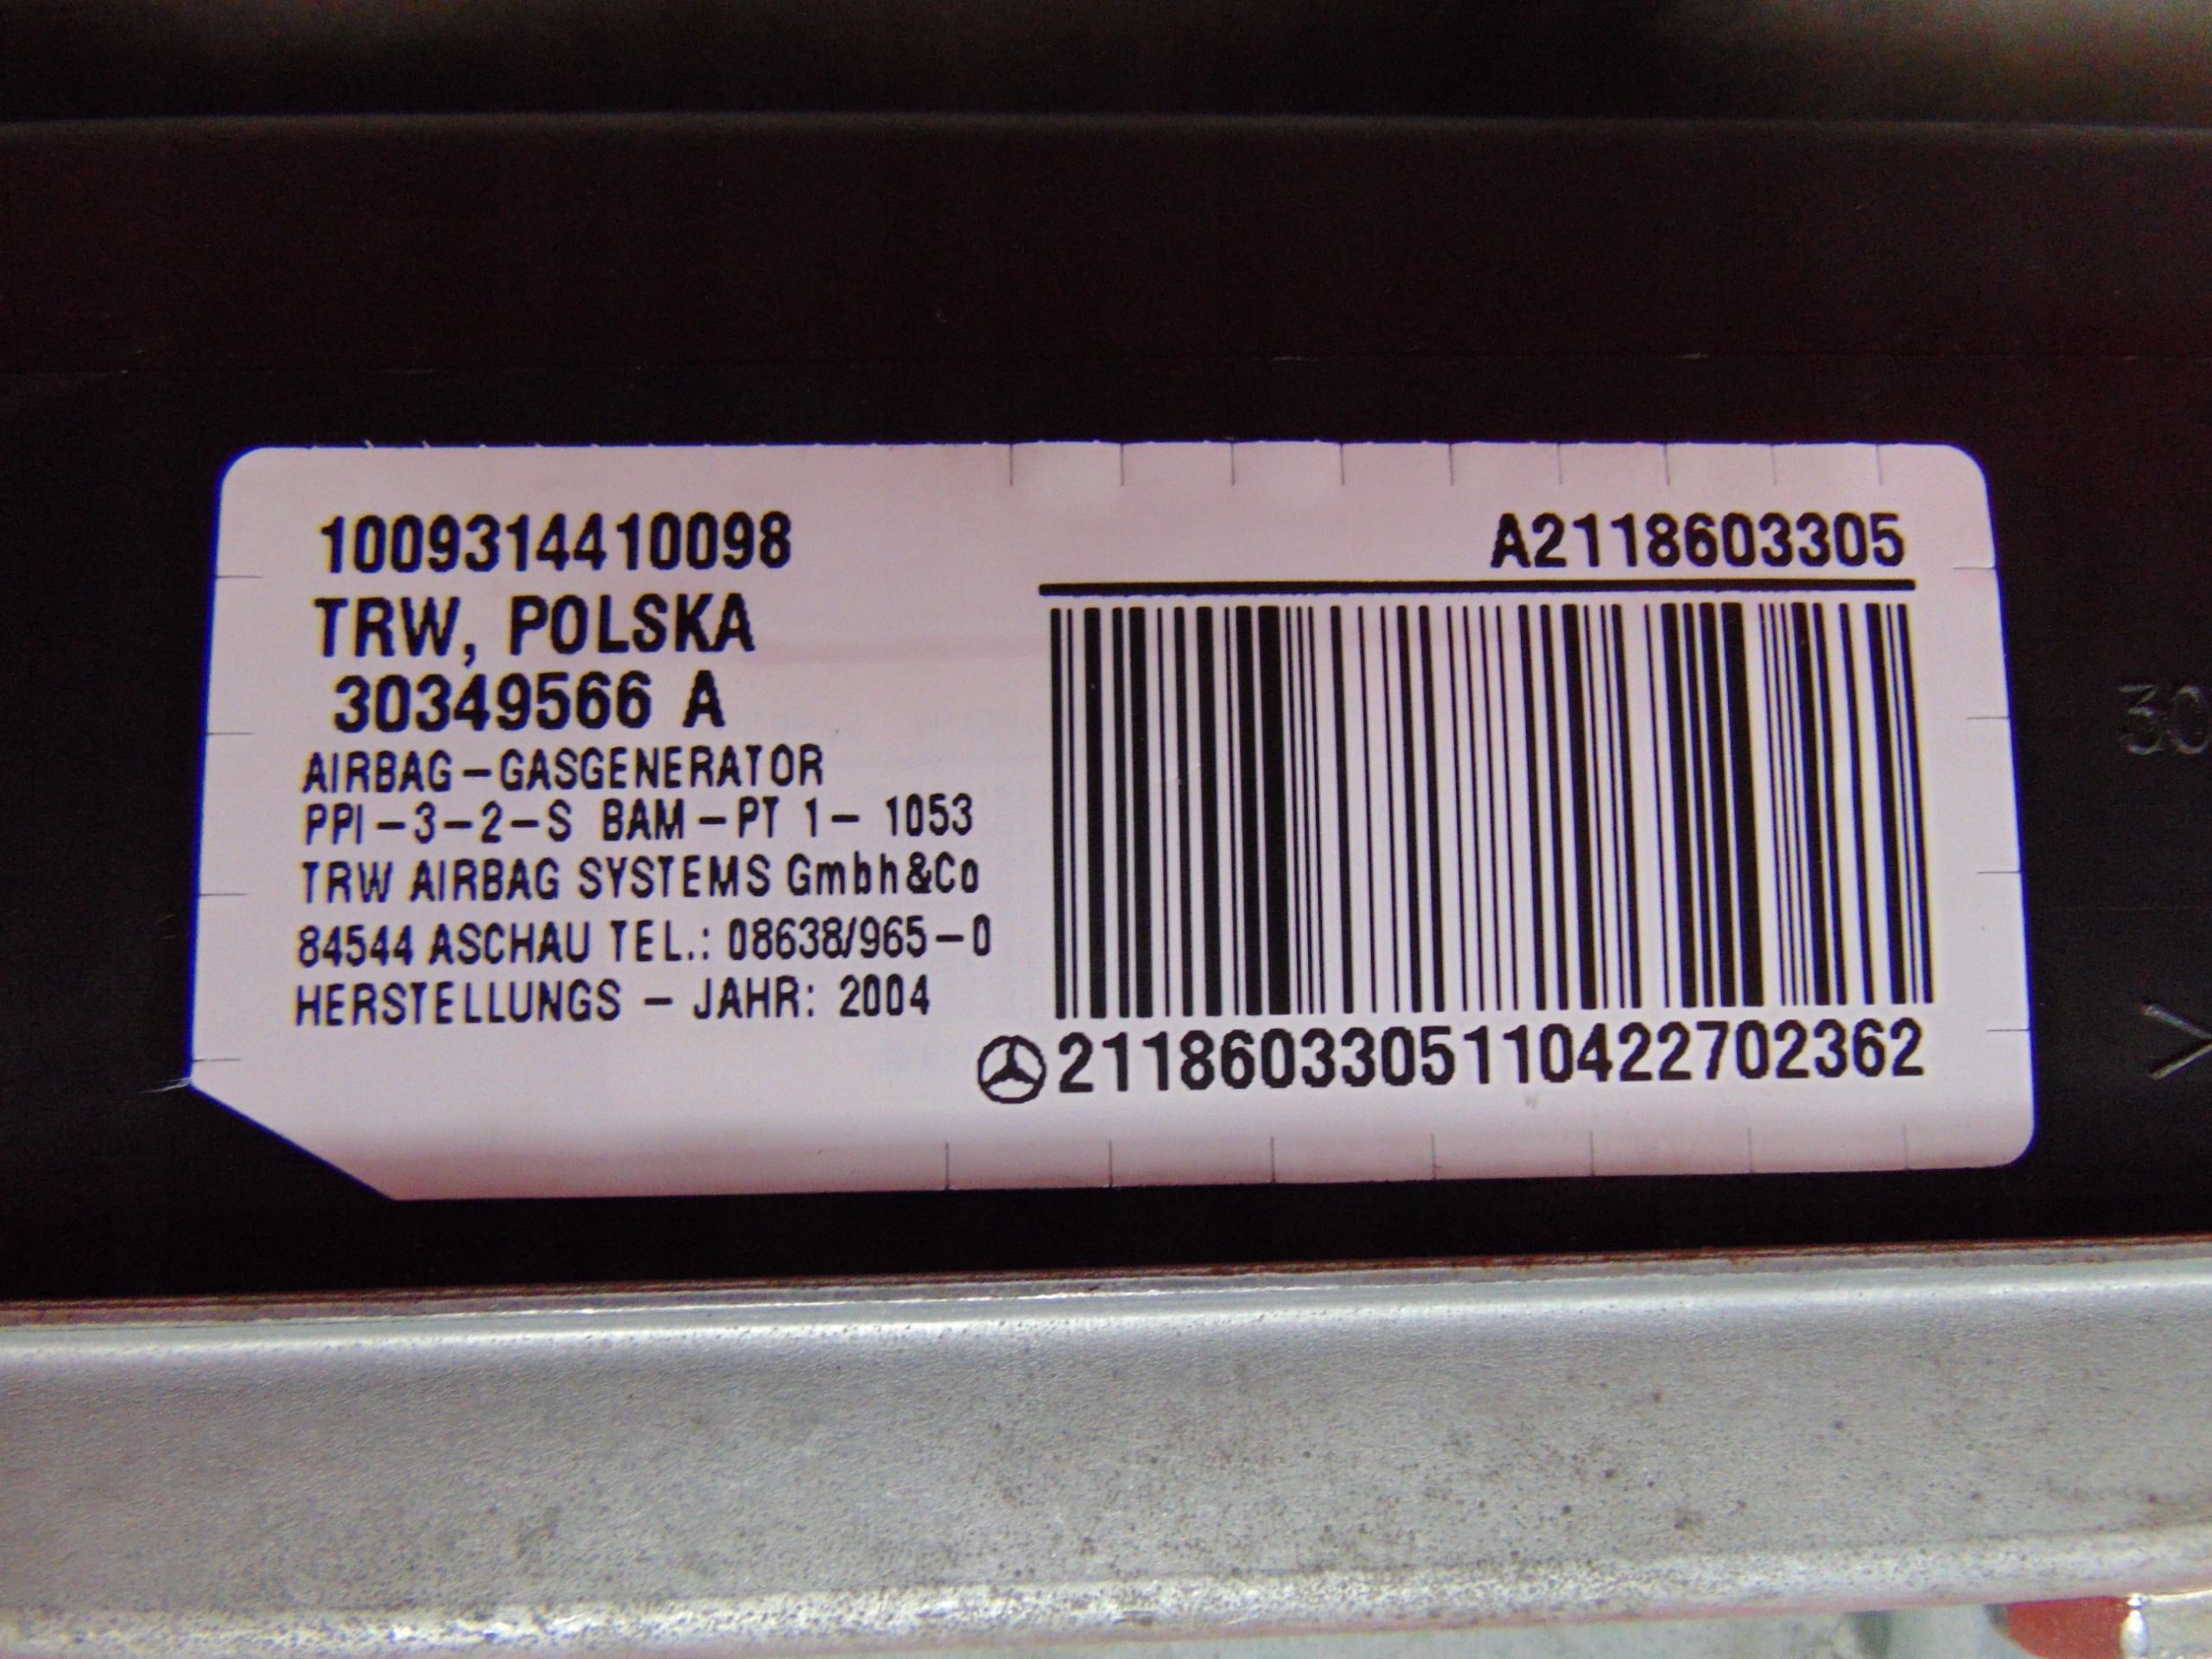 1009314410098
TRW, POLSKA
30349566 A
AIRBAG-GASGENERATOR
PPI-3-2-S BAM-PT 1- 1053
TRW AIRBAG SYSTEMS Gmbh&Co
84544 ASCHAU TEL.: 08638/965-0
HERSTELLUNGS - JAHR: 2004
A2118603305
2118603305110422702362
30
>